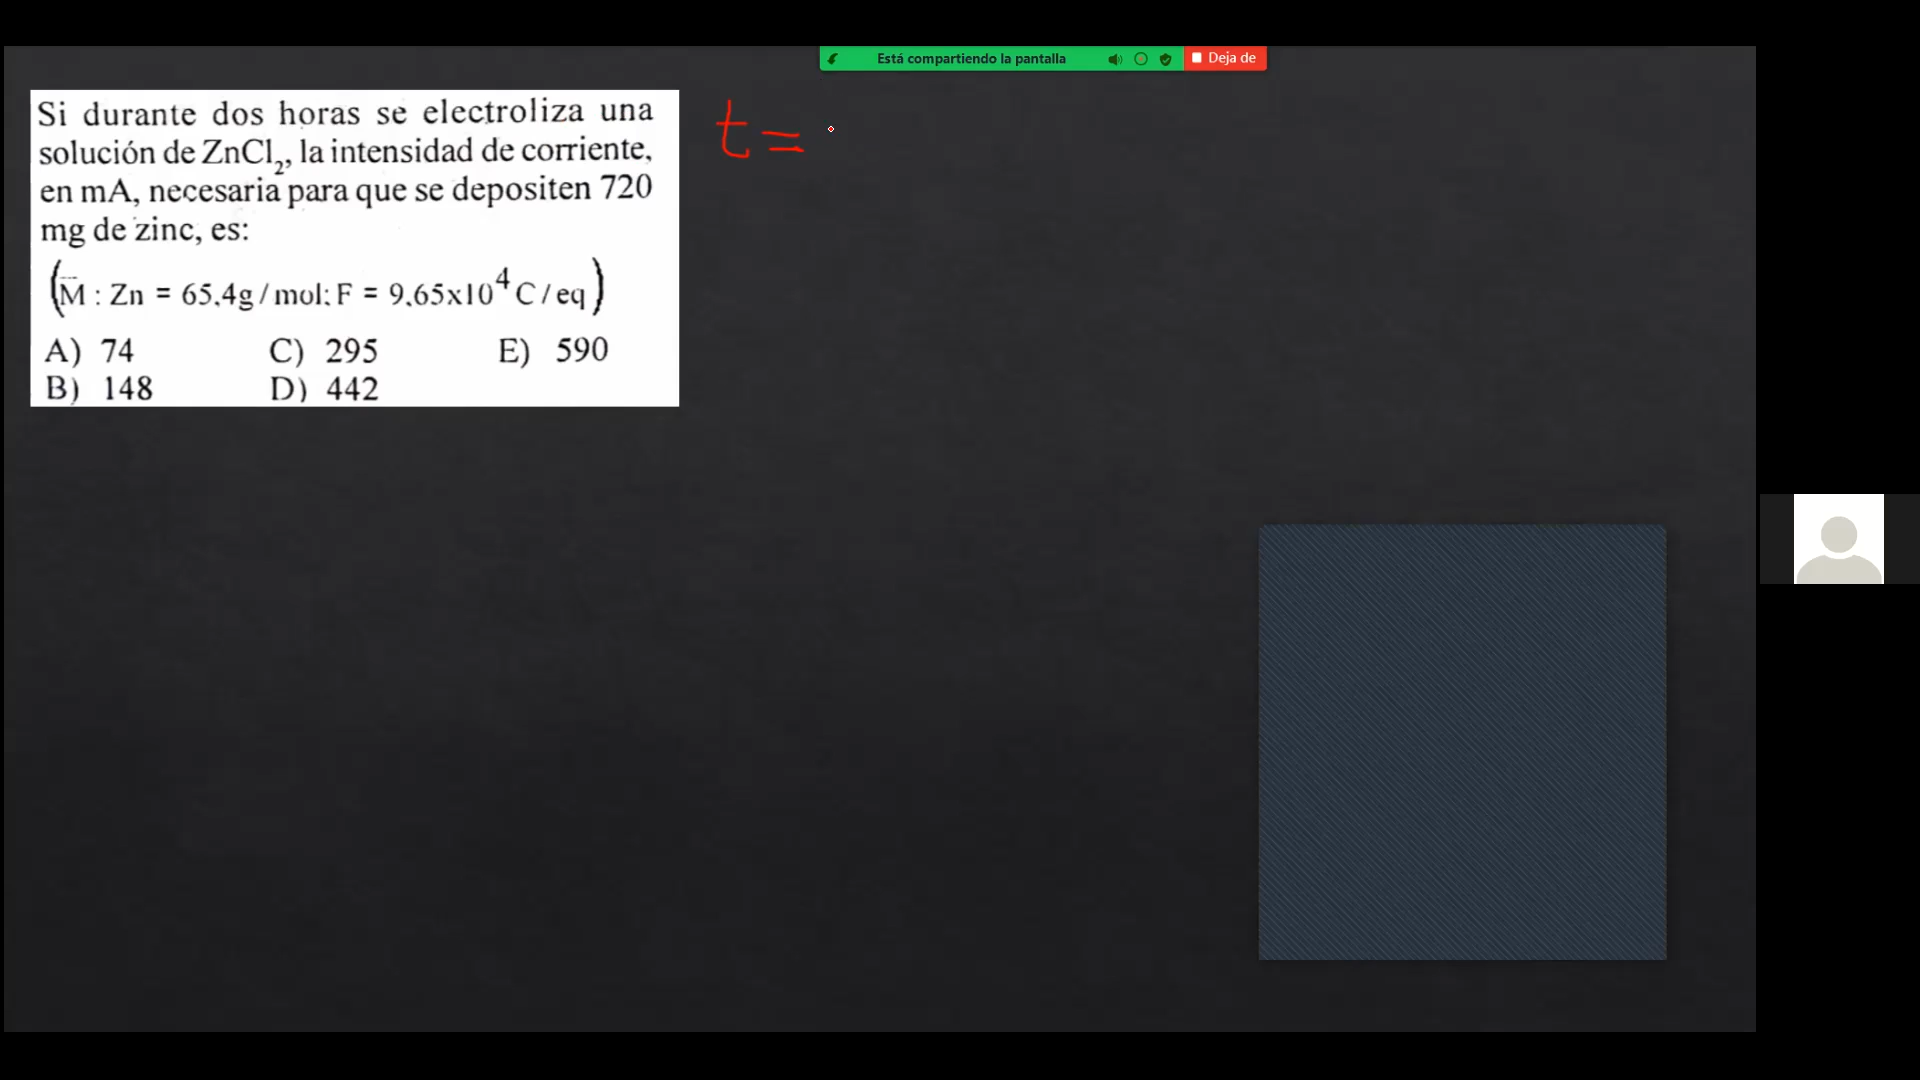 Está compartiendo la pantalla
Deja de
Si durante dos horas se electroliza una
solución de ZnCl₂, la intensidad de corriente,
en mA, necesaria para que se depositen 720
mg de zinc, es:
(M̅ : Zn = 65.4g/mol; F = 9.65x10⁴ C/eq)
A) 74 C) 295 E) 590
B) 148 D) 442
t =